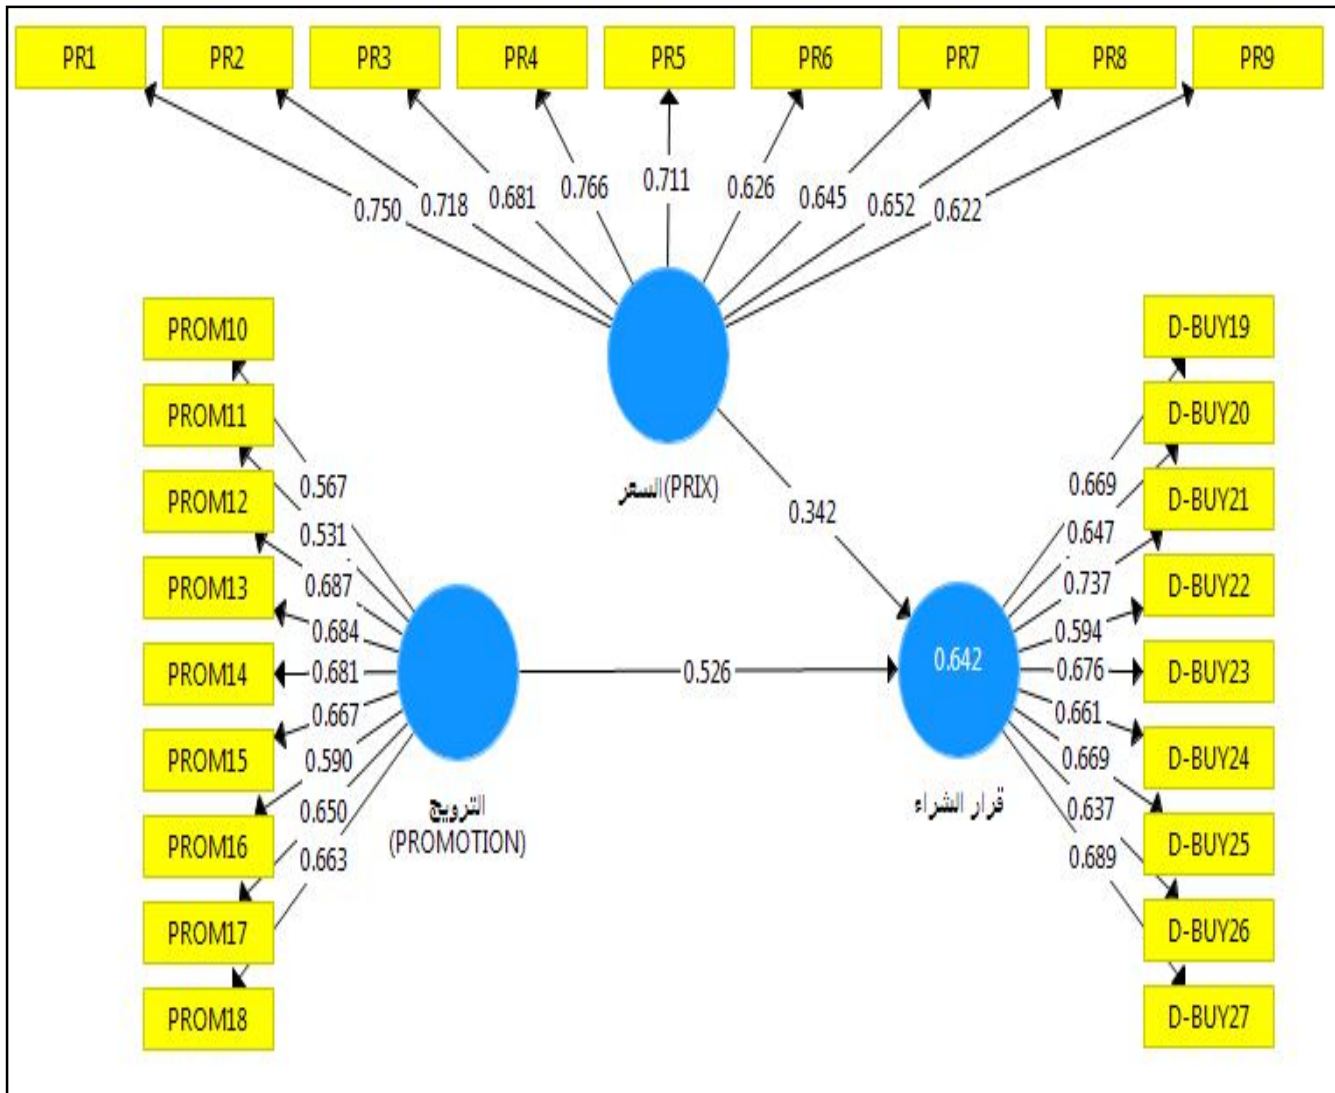 PR1 PR2 PR3 PR4 PR5 PR6 PR7 PR8 PR9
0.750 0.718 0.681 0.766 0.711 0.626 0.645 0.652 0.622
السعر(PRIX)
0.342
PROM10
PROM11
PROM12
PROM13
PROM14
PROM15
PROM16
PROM17
PROM18
0.567
0.531
0.687
0.684
0.681
0.667
0.590
0.650
0.663
الترويج
(PROMOTION)
0.526
0.642
قرار الشراء
0.669
0.647
0.737
0.594
0.676
0.661
0.669
0.637
0.689
D-BUY19
D-BUY20
D-BUY21
D-BUY22
D-BUY23
D-BUY24
D-BUY25
D-BUY26
D-BUY27